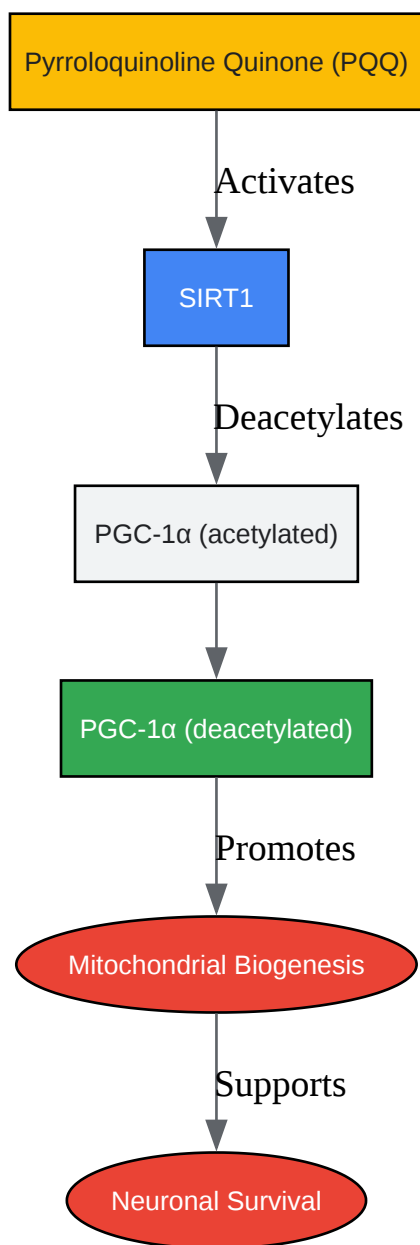 Pyrroloquinoline Quinone (PQQ)
Activates
SIRT1
Deacetylates
PGC-1α (acetylated)
PGC-1α (deacetylated)
Promotes
Mitochondrial Biogenesis
Supports
Neuronal Survival